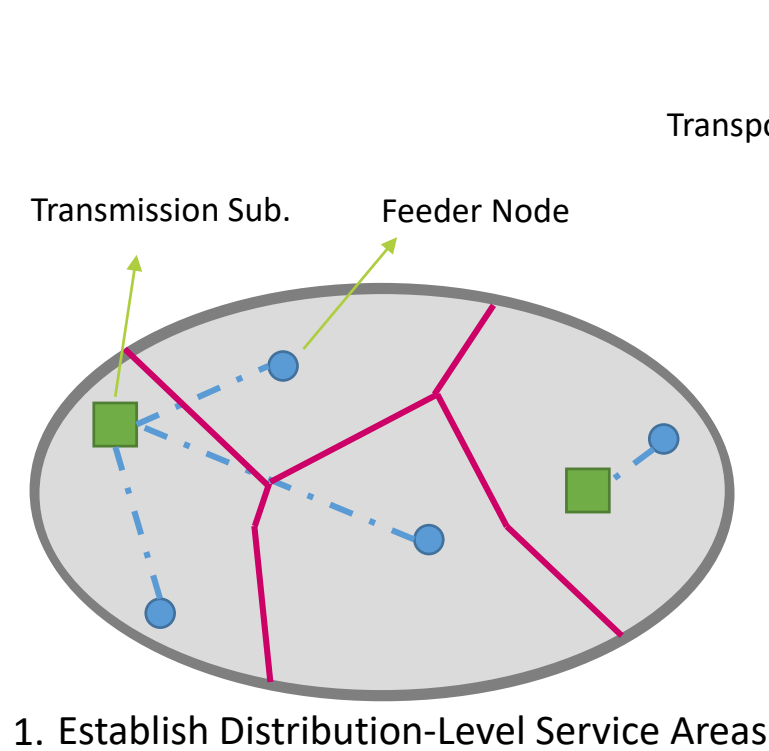 Transmission Sub.
Feeder Node
1. Establish Distribution-Level Service Areas